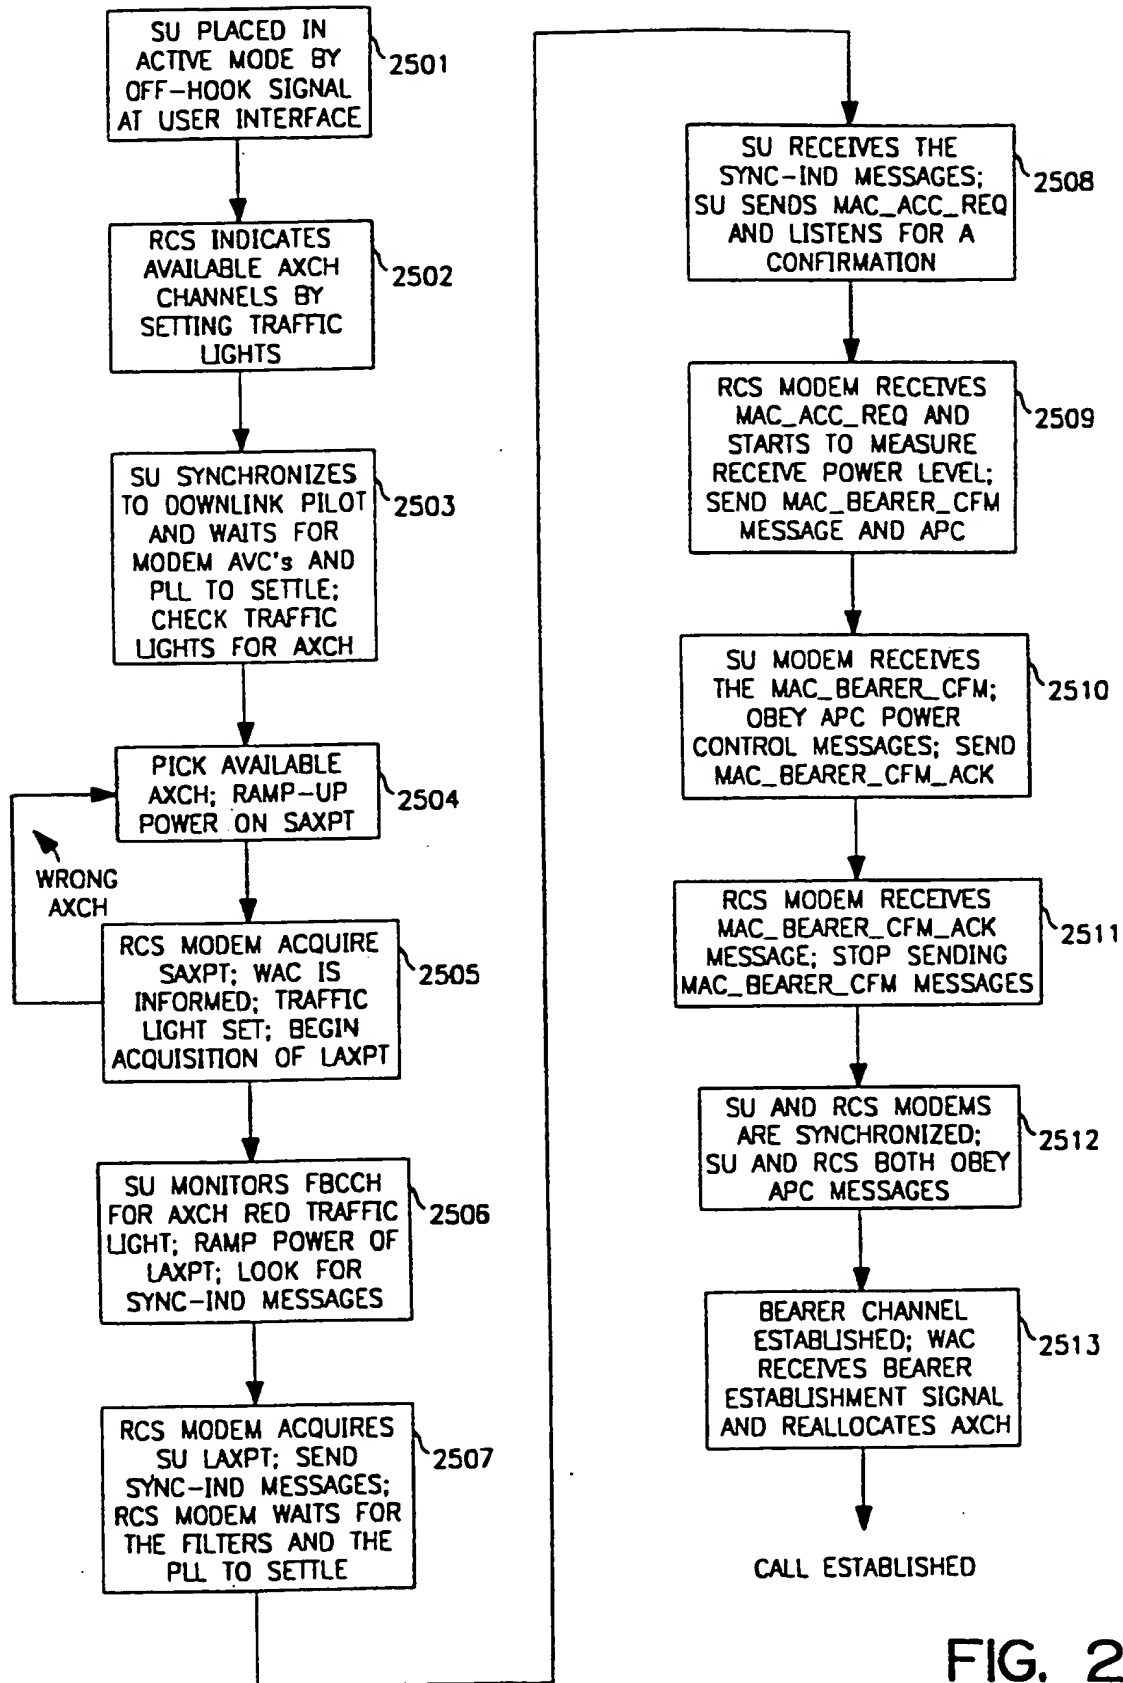 SU PLACED IN
ACTIVE MODE BY
OFF-HOOK SIGNAL
AT USER INTERFACE
2501
RCS INDICATES
AVAILABLE AXCH
CHANNELS BY
SETTING TRAFFIC
LIGHTS
2502
SU SYNCHRONIZES
TO DOWNLINK PILOT
AND WAITS FOR
MODEM AVC's AND
PLL TO SETTLE;
CHECK TRAFFIC
LIGHTS FOR AXCH
2503
PICK AVAILABLE
AXCH; RAMP-UP
POWER ON SAXPT
2504
WRONG
AXCH
RCS MODEM ACQUIRE
SAXPT; WAC IS
INFORMED; TRAFFIC
LIGHT SET; BEGIN
ACQUISITION OF LAXPT
2505
SU MONITORS FBCCH
FOR AXCH RED TRAFFIC
LIGHT; RAMP POWER OF
LAXPT; LOOK FOR
SYNC-IND MESSAGES
2506
RCS MODEM ACQUIRES
SU LAXPT; SEND
SYNC-IND MESSAGES;
RCS MODEM WAITS FOR
THE FILTERS AND THE
PLL TO SETTLE
2507
SU RECEIVES THE
SYNC-IND MESSAGES;
SU SENDS MAC_ACC_REQ
AND LISTENS FOR A
CONFIRMATION
2508
RCS MODEM RECEIVES
MAC_ACC_REQ AND
STARTS TO MEASURE
RECEIVE POWER LEVEL;
SEND MAC_BEARER_CFM
MESSAGE AND APC
2509
SU MODEM RECEIVES
THE MAC_BEARER_CFM;
OBEY APC POWER
CONTROL MESSAGES; SEND
MAC_BEARER_CFM_ACK
2510
RCS MODEM RECEIVES
MAC_BEARER_CFM_ACK
MESSAGE; STOP SENDING
MAC_BEARER_CFM MESSAGES
2511
SU AND RCS MODEMS
ARE SYNCHRONIZED;
SU AND RCS BOTH OBEY
APC MESSAGES
2512
BEARER CHANNEL
ESTABLISHED; WAC
RECEIVES BEARER
ESTABLISHMENT SIGNAL
AND REALLOCATES AXCH
2513
CALL ESTABLISHED
FIG. 2